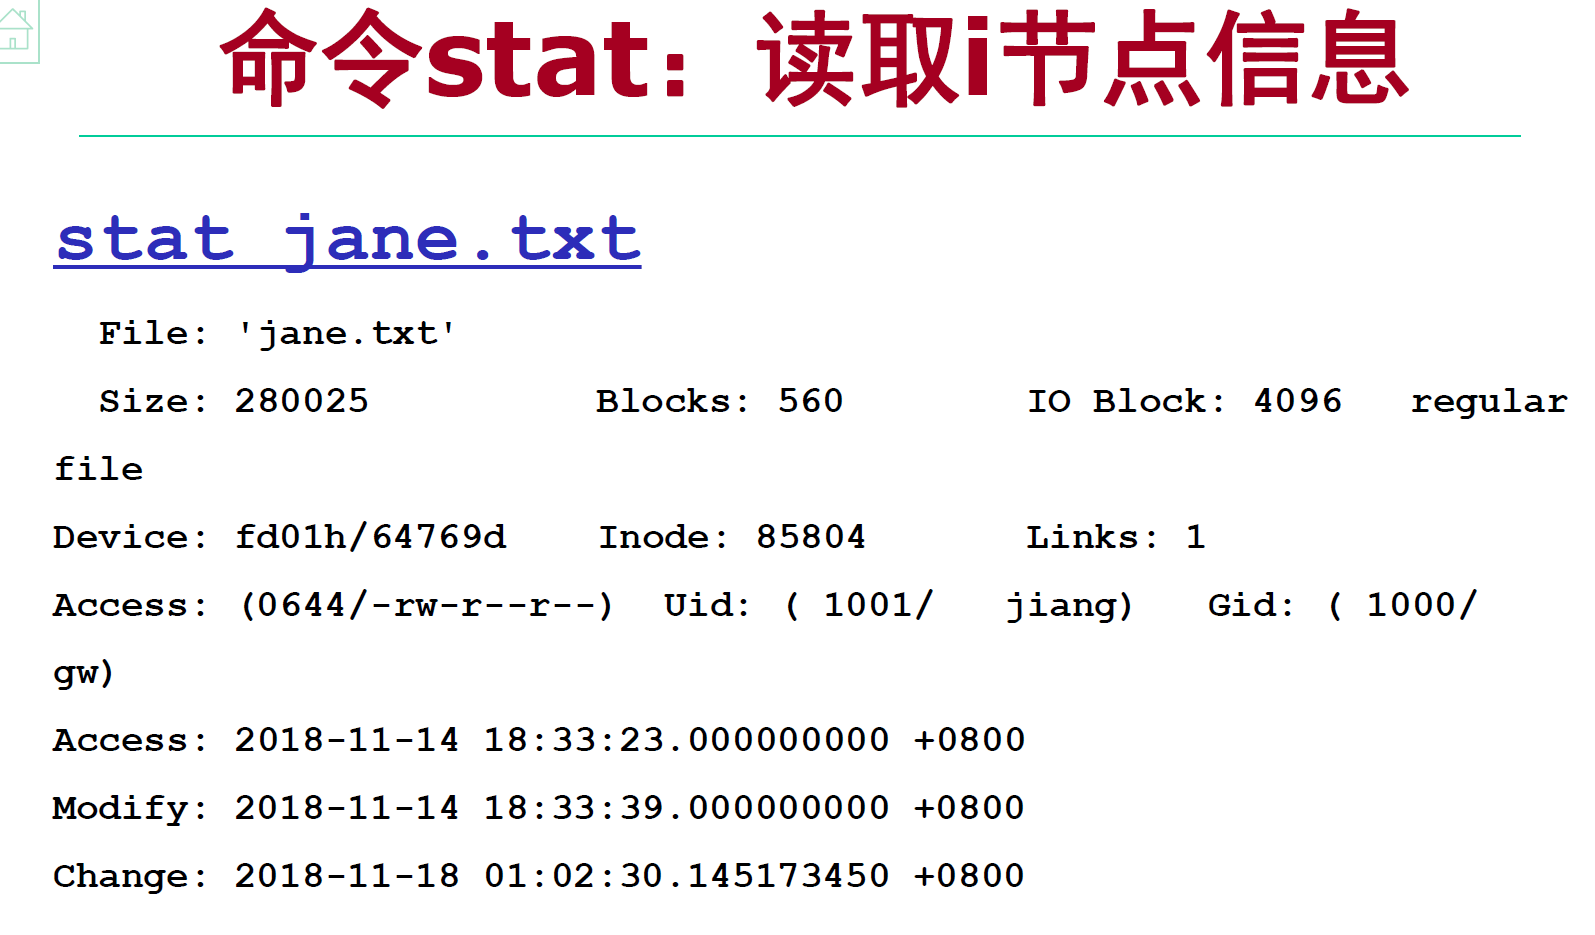 命令stat：读取i节点信息
stat jane.txt
File: 'jane.txt'
Size: 280025 Blocks: 560 IO Block: 4096 regular
file
Device: fd01h/64769d Inode: 85804 Links: 1
Access: (0644/-rw-r--r--) Uid: ( 1001/ jiang) Gid: ( 1000/
gw)
Access: 2018-11-14 18:33:23.000000000 +0800
Modify: 2018-11-14 18:33:39.000000000 +0800
Change: 2018-11-18 01:02:30.145173450 +0800